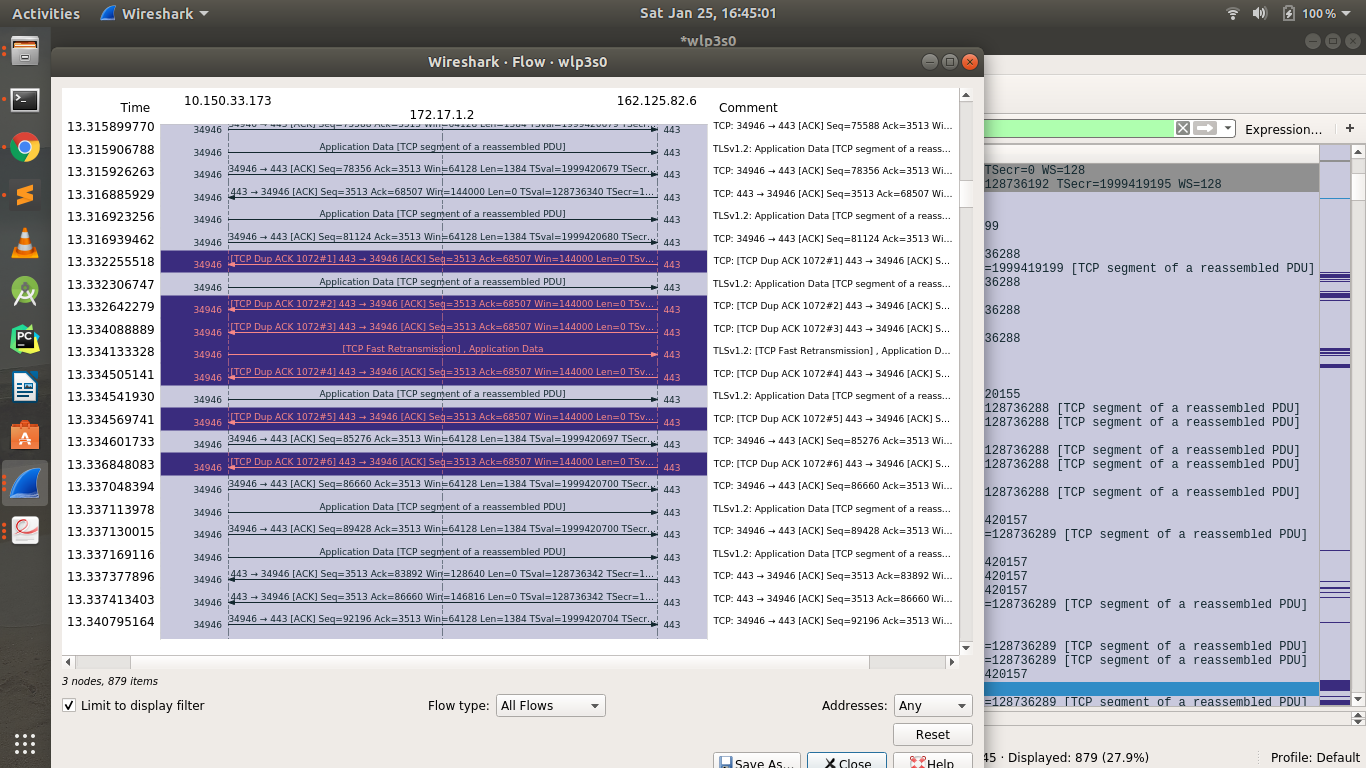 Activities Wireshark Sat Jan 25, 16:45:01 100 %
*wlp3s0
Wireshark · Flow · wlp3s0
Time 10.150.33.173 172.17.1.2 162.125.82.6 Comment
13.315899770 34946 34946 → 443 [ACK] Seq=75588 Ack=3513 Win=64128 Len=1384 TSval=1999420679 TSecr... 443 TCP: 34946 → 443 [ACK] Seq=75588 Ack=3513 Wi...
13.315906788 34946 Application Data [TCP segment of a reassembled PDU] 443 TLSv1.2: Application Data [TCP segment of a reass...
13.315926263 34946 34946 → 443 [ACK] Seq=78356 Ack=3513 Win=64128 Len=1384 TSval=1999420679 TSecr... 443 TCP: 34946 → 443 [ACK] Seq=78356 Ack=3513 Wi...
13.316885929 34946 443 → 34946 [ACK] Seq=3513 Ack=68507 Win=144000 Len=0 TSval=128736340 TSecr=1... 443 TCP: 443 → 34946 [ACK] Seq=3513 Ack=68507 Wi...
13.316923256 34946 Application Data [TCP segment of a reassembled PDU] 443 TLSv1.2: Application Data [TCP segment of a reass...
13.316939462 34946 34946 → 443 [ACK] Seq=81124 Ack=3513 Win=64128 Len=1384 TSval=1999420680 TSecr... 443 TCP: 34946 → 443 [ACK] Seq=81124 Ack=3513 Wi...
13.332255518 34946 [TCP Dup ACK 1072#1] 443 → 34946 [ACK] Seq=3513 Ack=68507 Win=144000 Len=0 TSv... 443 TCP: [TCP Dup ACK 1072#1] 443 → 34946 [ACK] S...
13.332306747 34946 Application Data [TCP segment of a reassembled PDU] 443 TLSv1.2: Application Data [TCP segment of a reass...
13.332642279 34946 [TCP Dup ACK 1072#2] 443 → 34946 [ACK] Seq=3513 Ack=68507 Win=144000 Len=0 TSv... 443 TCP: [TCP Dup ACK 1072#2] 443 → 34946 [ACK] S...
13.334088889 34946 [TCP Dup ACK 1072#3] 443 → 34946 [ACK] Seq=3513 Ack=68507 Win=144000 Len=0 TSv... 443 TCP: [TCP Dup ACK 1072#3] 443 → 34946 [ACK] S...
13.334133328 34946 [TCP Fast Retransmission] , Application Data 443 TLSv1.2: [TCP Fast Retransmission] , Application D...
13.334505141 34946 [TCP Dup ACK 1072#4] 443 → 34946 [ACK] Seq=3513 Ack=68507 Win=144000 Len=0 TSv... 443 TCP: [TCP Dup ACK 1072#4] 443 → 34946 [ACK] S...
13.334541930 34946 Application Data [TCP segment of a reassembled PDU] 443 TLSv1.2: Application Data [TCP segment of a reass...
13.334569741 34946 [TCP Dup ACK 1072#5] 443 → 34946 [ACK] Seq=3513 Ack=68507 Win=144000 Len=0 TSv... 443 TCP: [TCP Dup ACK 1072#5] 443 → 34946 [ACK] S...
13.334601733 34946 34946 → 443 [ACK] Seq=85276 Ack=3513 Win=64128 Len=1384 TSval=1999420697 TSecr... 443 TCP: 34946 → 443 [ACK] Seq=85276 Ack=3513 Wi...
13.336848083 34946 [TCP Dup ACK 1072#6] 443 → 34946 [ACK] Seq=3513 Ack=68507 Win=144000 Len=0 TSv... 443 TCP: [TCP Dup ACK 1072#6] 443 → 34946 [ACK] S...
13.337048394 34946 34946 → 443 [ACK] Seq=86660 Ack=3513 Win=64128 Len=1384 TSval=1999420700 TSecr... 443 TCP: 34946 → 443 [ACK] Seq=86660 Ack=3513 Wi...
13.337113978 34946 Application Data [TCP segment of a reassembled PDU] 443 TLSv1.2: Application Data [TCP segment of a reass...
13.337130015 34946 34946 → 443 [ACK] Seq=89428 Ack=3513 Win=64128 Len=1384 TSval=1999420700 TSecr... 443 TCP: 34946 → 443 [ACK] Seq=89428 Ack=3513 Wi...
13.337169116 34946 Application Data [TCP segment of a reassembled PDU] 443 TLSv1.2: Application Data [TCP segment of a reass...
13.337377896 34946 443 → 34946 [ACK] Seq=3513 Ack=83892 Win=128640 Len=0 TSval=128736342 TSecr=1... 443 TCP: 443 → 34946 [ACK] Seq=3513 Ack=83892 Wi...
13.337413403 34946 443 → 34946 [ACK] Seq=3513 Ack=86660 Win=146816 Len=0 TSval=128736342 TSecr=1... 443 TCP: 443 → 34946 [ACK] Seq=3513 Ack=86660 Wi...
13.340795164 34946 34946 → 443 [ACK] Seq=92196 Ack=3513 Win=64128 Len=1384 TSval=1999420704 TSecr... 443 TCP: 34946 → 443 [ACK] Seq=92196 Ack=3513 Wi...
3 nodes, 879 items
Limit to display filter Flow type: All Flows Addresses: Any
Reset
Save As... Close Help
Expression... +
TSecr=0 WS=128
128736192 TSecr=1999419195 WS=128
99
36288
=1999419199 [TCP segment of a reassembled PDU]
36288
36288
36288
20155
=128736288 [TCP segment of a reassembled PDU]
=128736288 [TCP segment of a reassembled PDU]
=128736288 [TCP segment of a reassembled PDU]
=128736288 [TCP segment of a reassembled PDU]
=128736288 [TCP segment of a reassembled PDU]
420157
=128736289 [TCP segment of a reassembled PDU]
420157
420157
420157
=128736289 [TCP segment of a reassembled PDU]
=128736289 [TCP segment of a reassembled PDU]
=128736289 [TCP segment of a reassembled PDU]
420157
=128736289 [TCP segment of a reassembled PDU]
45 · Displayed: 879 (27.9%) Profile: Default
PC